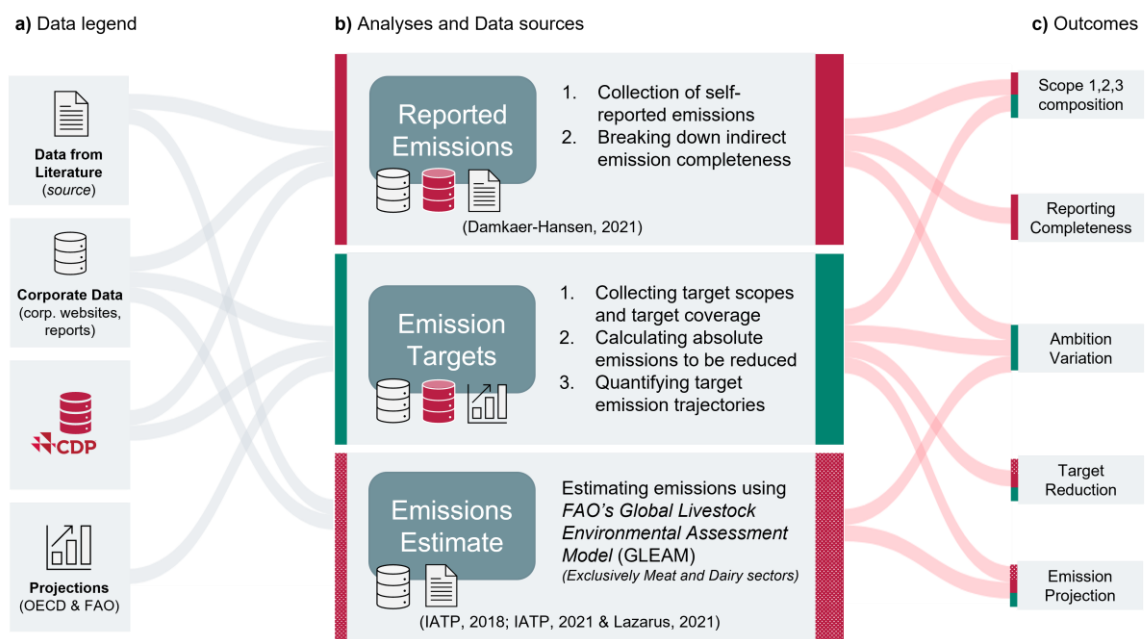 a) Data legend
Data from
Literature
(source)
Corporate Data
(corp. websites,
reports)
CDP
Projections
(OECD & FAO)
b) Analyses and Data sources
Reported
Emissions
1. Collection of self-
reported emissions
2. Breaking down indirect
emission completeness
(Damkaer-Hansen, 2021)
Emission
Targets
1. Collecting target scopes
and target coverage
2. Calculating absolute
emissions to be reduced
3. Quantifying target
emission trajectories
Emissions
Estimate
Estimating emissions using
FAO's Global Livestock
Environmental Assessment
Model (GLEAM)
(Exclusively Meat and Dairy sectors)
(IATP, 2018; IATP, 2021 & Lazarus, 2021)
c) Outcomes
Scope 1,2,3
composition
Reporting
Completeness
Ambition
Variation
Target
Reduction
Emission
Projection